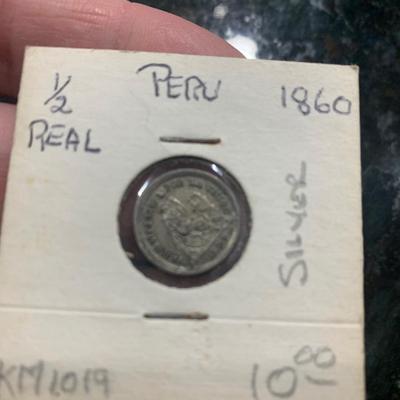 1/2 PERU 1860
REAL
SILVER
KM1019 10.00